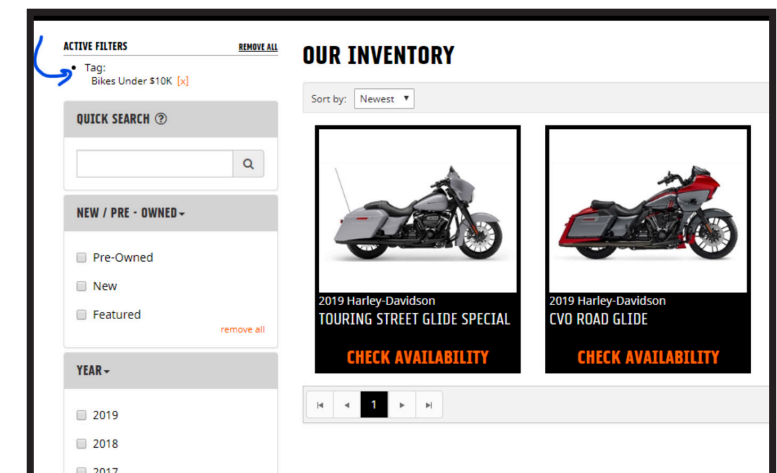 ACTIVE FILTERS REMOVE ALL
Tag:
Bikes Under $10K [x]
QUICK SEARCH ?
NEW / PRE - OWNED
Pre-Owned
New
Featured
remove all
YEAR
2019
2018
2017
OUR INVENTORY
Sort by: Newest
2019 Harley-Davidson
TOURING STREET GLIDE SPECIAL
CHECK AVAILABILITY
2019 Harley-Davidson
CVO ROAD GLIDE
CHECK AVAILABILITY
1